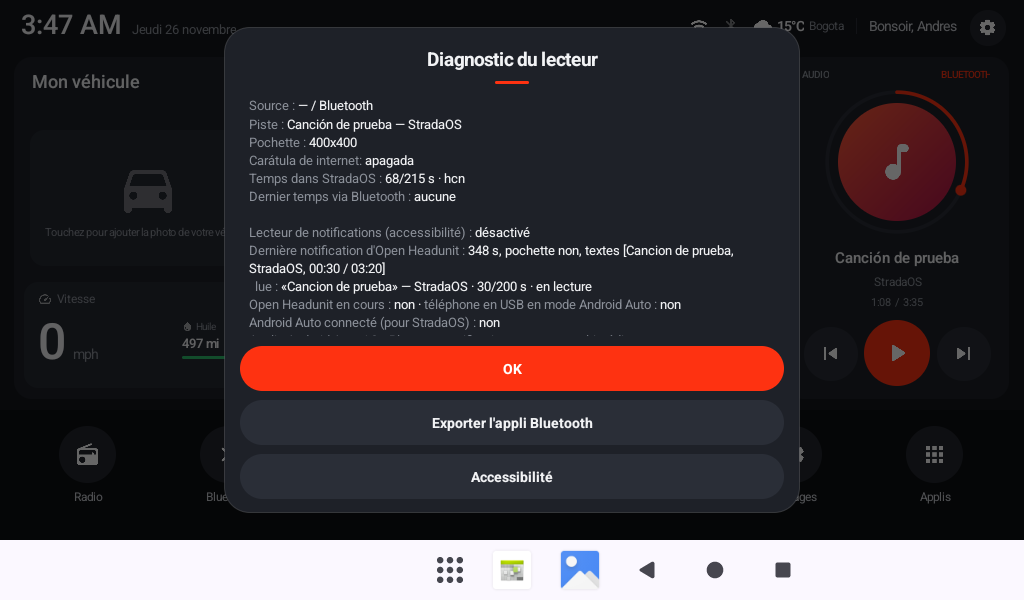 3:47 AM
Jeudi 26 novembre
15°C Bogota
Bonsoir, Andres
Mon véhicule
Touchez pour ajouter la photo de votre vé
Vitesse
0 mph
Huile
497 mi
Diagnostic du lecteur
Source : — / Bluetooth
Piste : Canción de prueba — StradaOS
Pochette : 400x400
Carátula de internet: apagada
Temps dans StradaOS : 68/215 s · hcn
Dernier temps via Bluetooth : aucune
Lecteur de notifications (accessibilité) : désactivé
Dernière notification d'Open Headunit : 348 s, pochette non, textes [Cancion de prueba,
StradaOS, 00:30 / 03:20]
lue : «Cancion de prueba» — StradaOS · 30/200 s · en lecture
Open Headunit en cours : non · téléphone en USB en mode Android Auto : non
Android Auto connecté (pour StradaOS) : non
OK
Exporter l'appli Bluetooth
Accessibilité
AUDIO
BLUETOOTH
Canción de prueba
StradaOS
1:08 / 3:35
Radio
Blue
ges
Applis